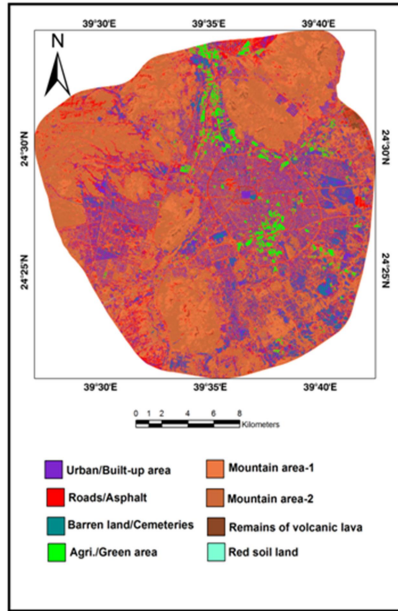 39°30'E 39°35'E 39°40'E
N
24°30'N 24°30'N
24°25'N 24°25'N
39°30'E 39°35'E 39°40'E
0 1 2 4 6 8
Kilometers
Urban/Built-up area Mountain area-1
Roads/Asphalt Mountain area-2
Barren land/Cemeteries Remains of volcanic lava
Agri./Green area Red soil land